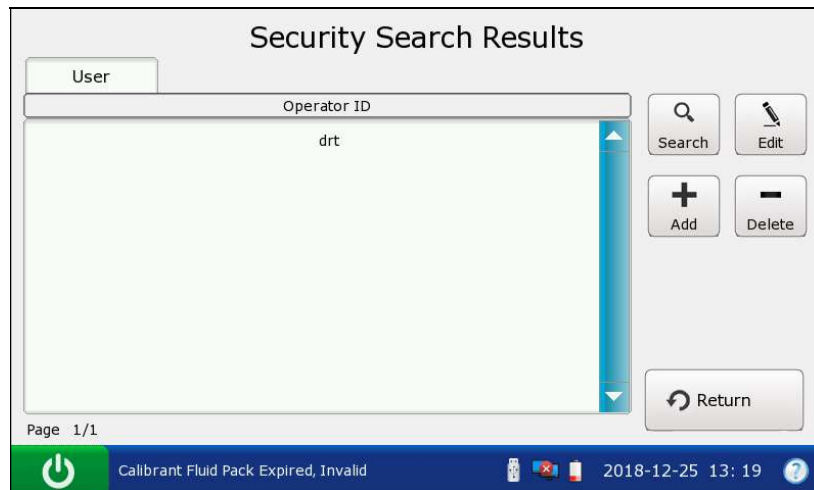 Security Search Results
User
Operator ID
drt
Search
Edit
Add
Delete
Return
Page 1/1
Calibrant Fluid Pack Expired, Invalid
2018-12-25 13: 19
?